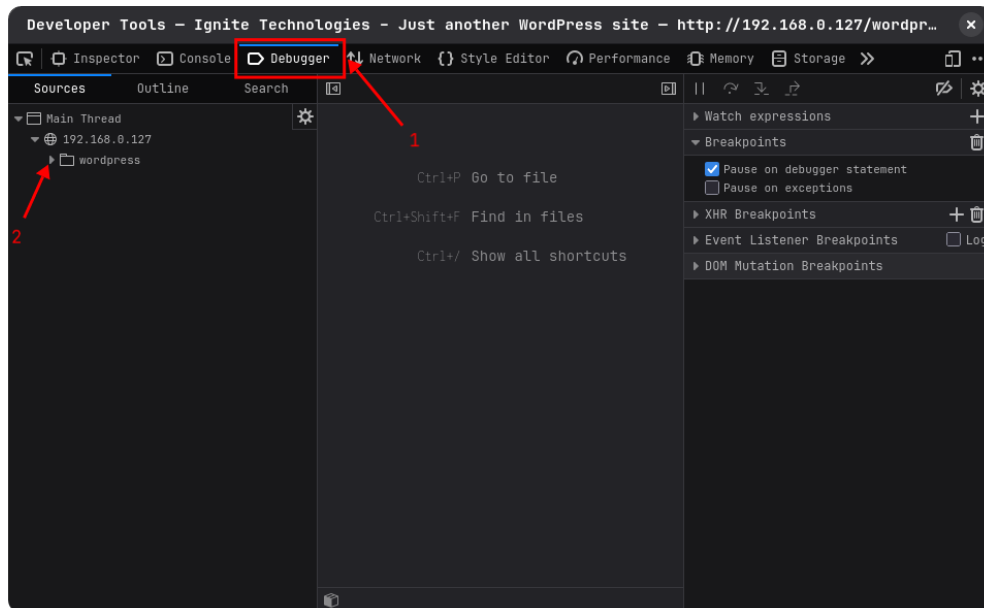 Developer Tools — Ignite Technologies - Just another WordPress site — http://192.168.0.127/wordpr…
Inspector Console Debugger Network {} Style Editor Performance Memory Storage
Sources Outline Search
Main Thread
192.168.0.127
wordpress
1
2
Ctrl+P Go to file
Ctrl+Shift+F Find in files
Ctrl+/ Show all shortcuts
Watch expressions
Breakpoints
Pause on debugger statement
Pause on exceptions
XHR Breakpoints
Event Listener Breakpoints Log
DOM Mutation Breakpoints